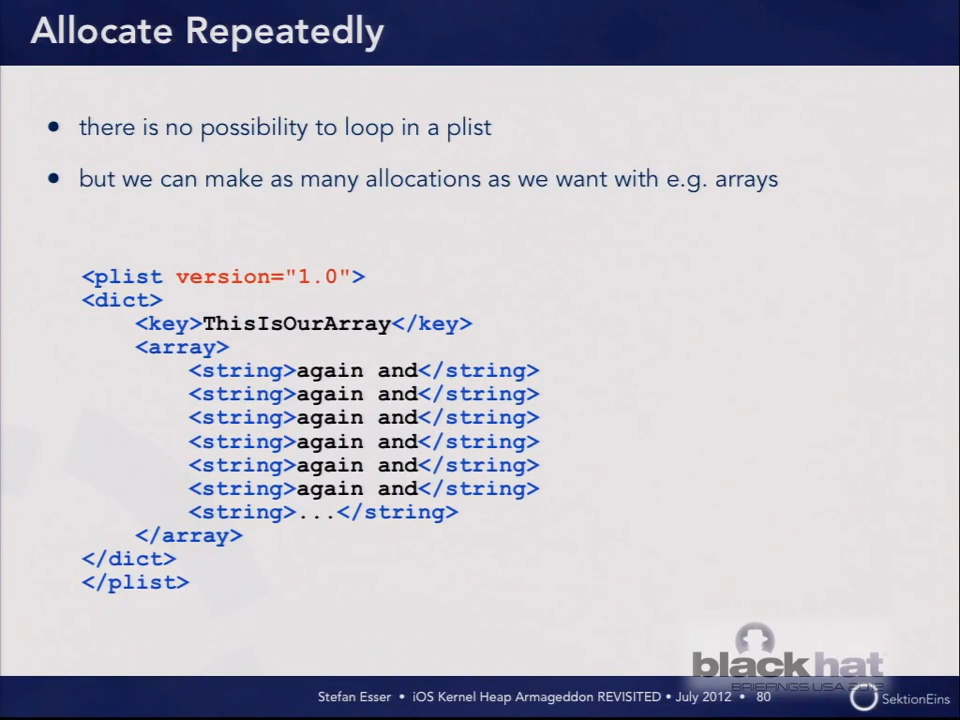 Allocate Repeatedly
• there is no possibility to loop in a plist
• but we can make as many allocations as we want with e.g. arrays
<plist version="1.0">
<dict>
    <key>ThisIsOurArray</key>
    <array>
        <string>again and</string>
        <string>again and</string>
        <string>again and</string>
        <string>again and</string>
        <string>again and</string>
        <string>again and</string>
        <string>...</string>
    </array>
</dict>
</plist>
black hat
BRIEFINGS USA 2012
Stefan Esser • iOS Kernel Heap Armageddon REVISITED • July 2012 • 80
SektionEins